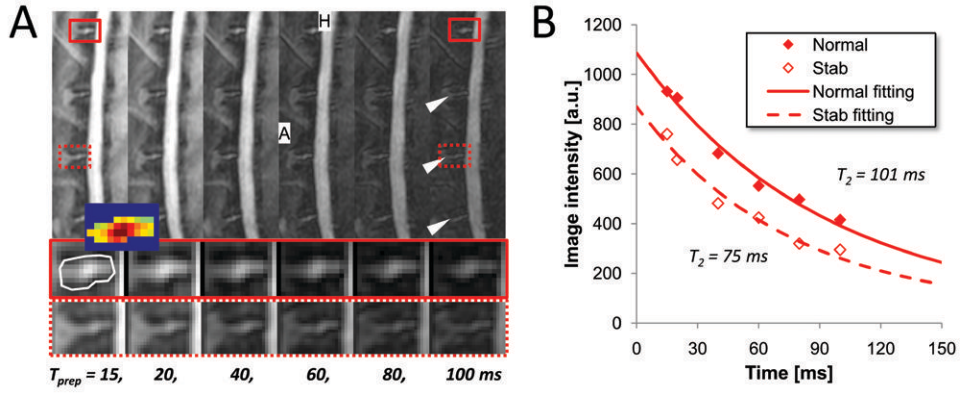 A
H
A
T_prep = 15, 20, 40, 60, 80, 100 ms
B
Image intensity [a.u.]
1200
1000
800
600
400
200
0
0 30 60 90 120 150
Time [ms]
Normal
Stab
Normal fitting
Stab fitting
T_2 = 101 ms
T_2 = 75 ms